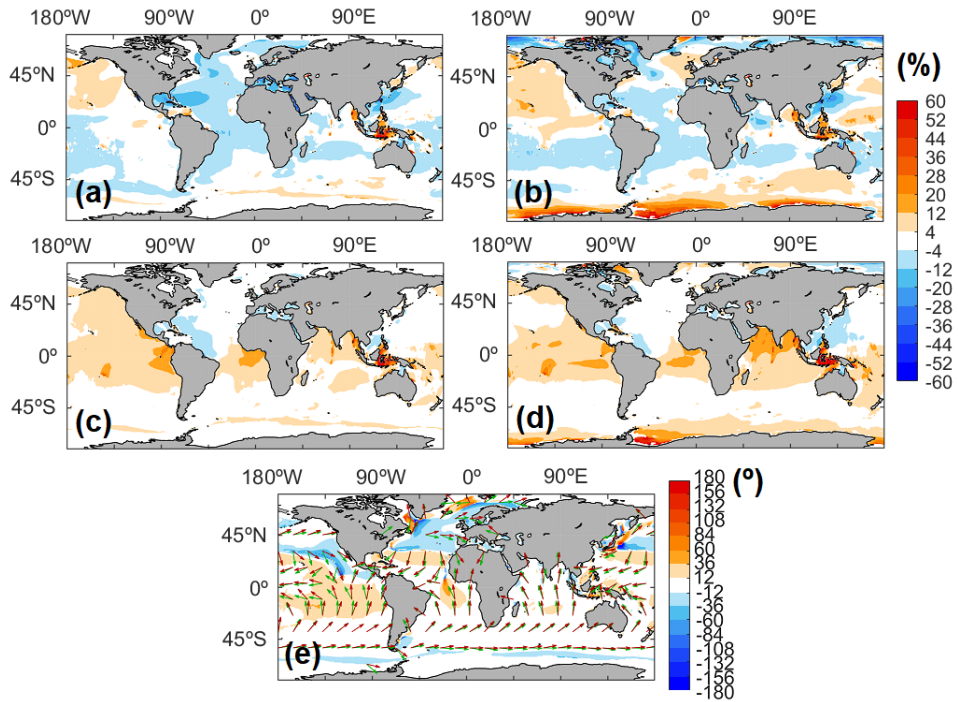 180ºW 90ºW 0º 90ºE 180ºW 90ºW 0º 90ºE
(%)
45ºN 45ºN
0º 0º
45ºS 45ºS
(a) (b)
60
52
44
36
28
20
12
4
-4
-12
-20
-28
-36
-44
-52
-60
180ºW 90ºW 0º 90ºE 180ºW 90ºW 0º 90ºE
45ºN 45ºN
0º 0º
45ºS 45ºS
(c) (d)
180ºW 90ºW 0º 90ºE
(º)
45ºN
0º
45ºS
(e)
180
156
132
108
84
60
36
12
-12
-36
-60
-84
-108
-132
-156
-180